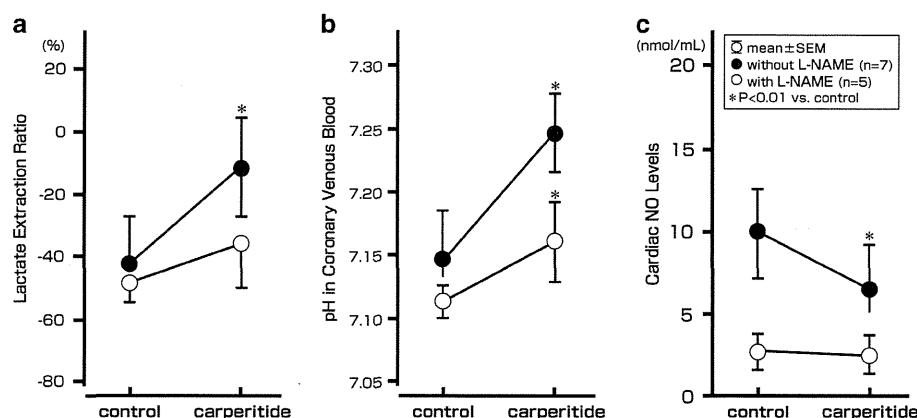 a
(%)
Lactate Extraction Ratio
20
0
-20
-40
-60
-80
*
control
carperitide
b
pH in Coronary Venous Blood
7.30
7.25
7.20
7.15
7.10
7.05
*
*
control
carperitide
c
(nmol/mL)
Cardiac NO Levels
20
15
10
5
0
mean±SEM
without L-NAME (n=7)
with L-NAME (n=5)
*P<0.01 vs. control
*
control
carperitide